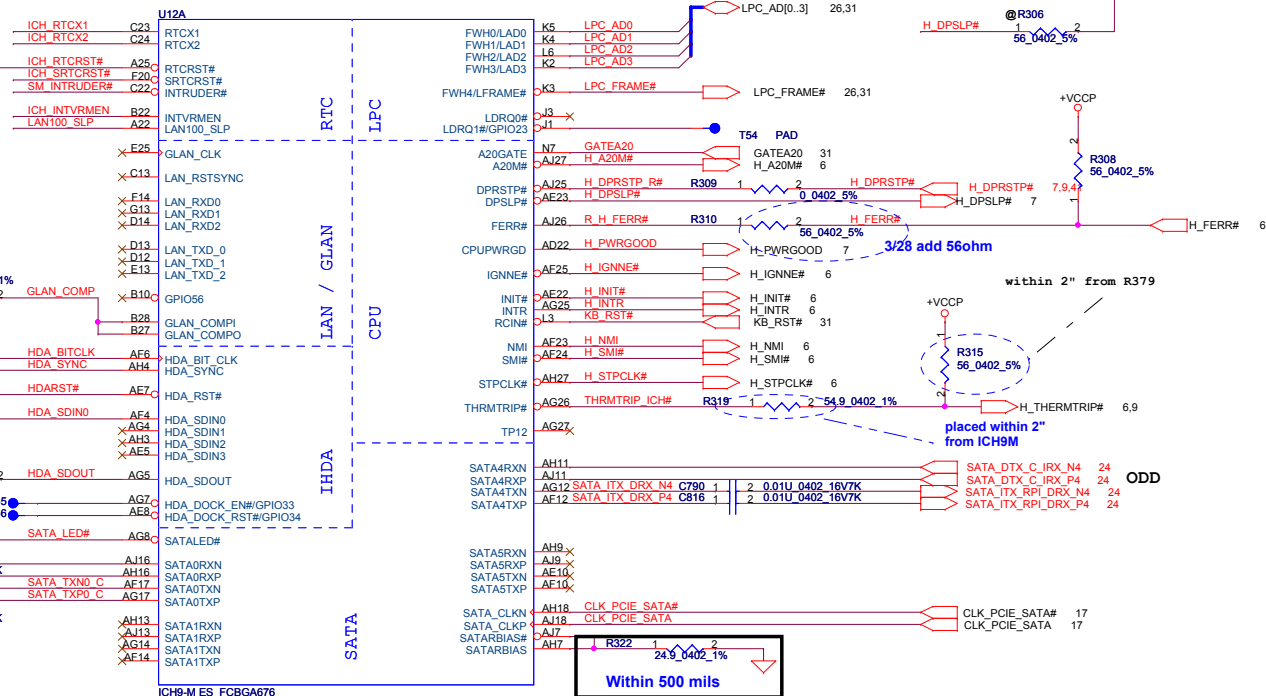 U12A
LPC_AD[0..3] 26,31
@R306
H_DPSLP# 1 2
56_0402_5%
ICH_RTCX1 C23 RTCX1
ICH_RTCX2 C24 RTCX2
ICH_RTCRST# A25 RTCRST#
ICH_SRTCRST# F20 SRTCRST#
SM_INTRUDER# C22 INTRUDER#
ICH_INTVRMEN B22 INTVRMEN
LAN100_SLP A22 LAN100_SLP
E25 GLAN_CLK
C13 LAN_RSTSYNC
F14 LAN_RXD0
G13 LAN_RXD1
D14 LAN_RXD2
D13 LAN_TXD_0
D12 LAN_TXD_1
E13 LAN_TXD_2
1%
2
B10 GPIO56
GLAN_COMP
B28 GLAN_COMPI
B27 GLAN_COMPO
HDA_BITCLK AF6 HDA_BIT_CLK
HDA_SYNC AH4 HDA_SYNC
HDARST# AE7 HDA_RST#
HDA_SDIN0 AF4 HDA_SDIN0
AG4 HDA_SDIN1
AH3 HDA_SDIN2
AE5 HDA_SDIN3
2 HDA_SDOUT AG5 HDA_SDOUT
5 AG7 HDA_DOCK_EN#/GPIO33
6 AE8 HDA_DOCK_RST#/GPIO34
SATA_LED# AG8 SATALED#
AJ16 SATA0RXN
AH16 SATA0RXP
SATA_TXN0_C AF17 SATA0TXN
SATA_TXP0_C AG17 SATA0TXP
AH13 SATA1RXN
AJ13 SATA1RXP
AG14 SATA1TXN
AF14 SATA1TXP
RTC
LPC
LAN / GLAN
CPU
IHDA
SATA
FWH0/LAD0 K5 LPC_AD0
FWH1/LAD1 K4 LPC_AD1
FWH2/LAD2 L6 LPC_AD2
FWH3/LAD3 K2 LPC_AD3
FWH4/LFRAME# K3 LPC_FRAME# LPC_FRAME# 26,31
LDRQ0# J3
LDRQ1#/GPIO23 J1
T54 PAD
A20GATE N7 GATEA20 GATEA20 31
A20M# AJ27 H_A20M# H_A20M# 6
DPRSTP# AJ25 H_DPRSTP_R# R309 1 2 0_0402_5% H_DPRSTP# H_DPRSTP# 7,9,4
DPSLP# AE23 H_DPSLP# H_DPSLP# 7
FERR# AJ26 R_H_FERR# R310 1 2 56_0402_5% H_FERR# H_FERR# 6
3/28 add 56ohm
+VCCP
2
R308
56_0402_5%
1
CPUPWRGD AD22 H_PWRGOOD H_PWRGOOD 7
IGNNE# AF25 H_IGNNE# H_IGNNE# 6
INIT# AE22 H_INIT# H_INIT# 6
INTR AG25 H_INTR H_INTR 6
RCIN# L3 KB_RST# KB_RST# 31
NMI AF23 H_NMI H_NMI 6
SMI# AF24 H_SMI# H_SMI# 6
STPCLK# AH27 H_STPCLK# H_STPCLK# 6
THRMTRIP# AG26 THRMTRIP_ICH# R319 1 2 54.9_0402_1% H_THERMTRIP# 6,9
TP12 AG27
within 2" from R379
+VCCP
1
R315
56_0402_5%
2
placed within 2"
from ICH9M
SATA4RXN AH11 SATA_DTX_C_IRX_N4 24
SATA4RXP AJ11 SATA_DTX_C_IRX_P4 24
SATA4TXN AG12 SATA_ITX_DRX_N4 C790 1 2 0.01U_0402_16V7K SATA_ITX_RPI_DRX_N4 24
SATA4TXP AF12 SATA_ITX_DRX_P4 C816 1 2 0.01U_0402_16V7K SATA_ITX_RPI_DRX_P4 24
ODD
SATA5RXN AH9
SATA5RXP AJ9
SATA5TXN AE10
SATA5TXP AF10
SATA_CLKN AH18 CLK_PCIE_SATA# CLK_PCIE_SATA# 17
SATA_CLKP AJ18 CLK_PCIE_SATA CLK_PCIE_SATA 17
SATARBIAS# AJ7
SATARBIAS AH7 R322 1 2
24.9_0402_1%
Within 500 mils
ICH9-M ES_FCBGA676